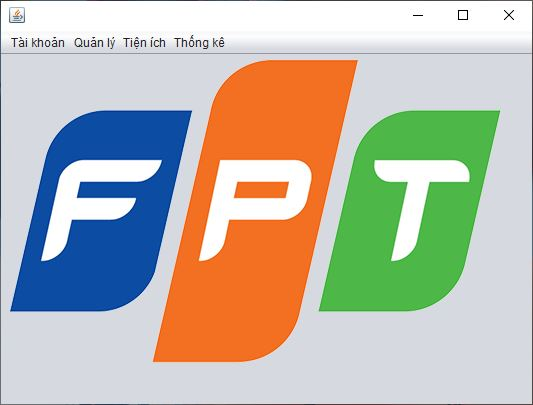 Tài khoản Quản lý Tiện ích Thống kê
FPT